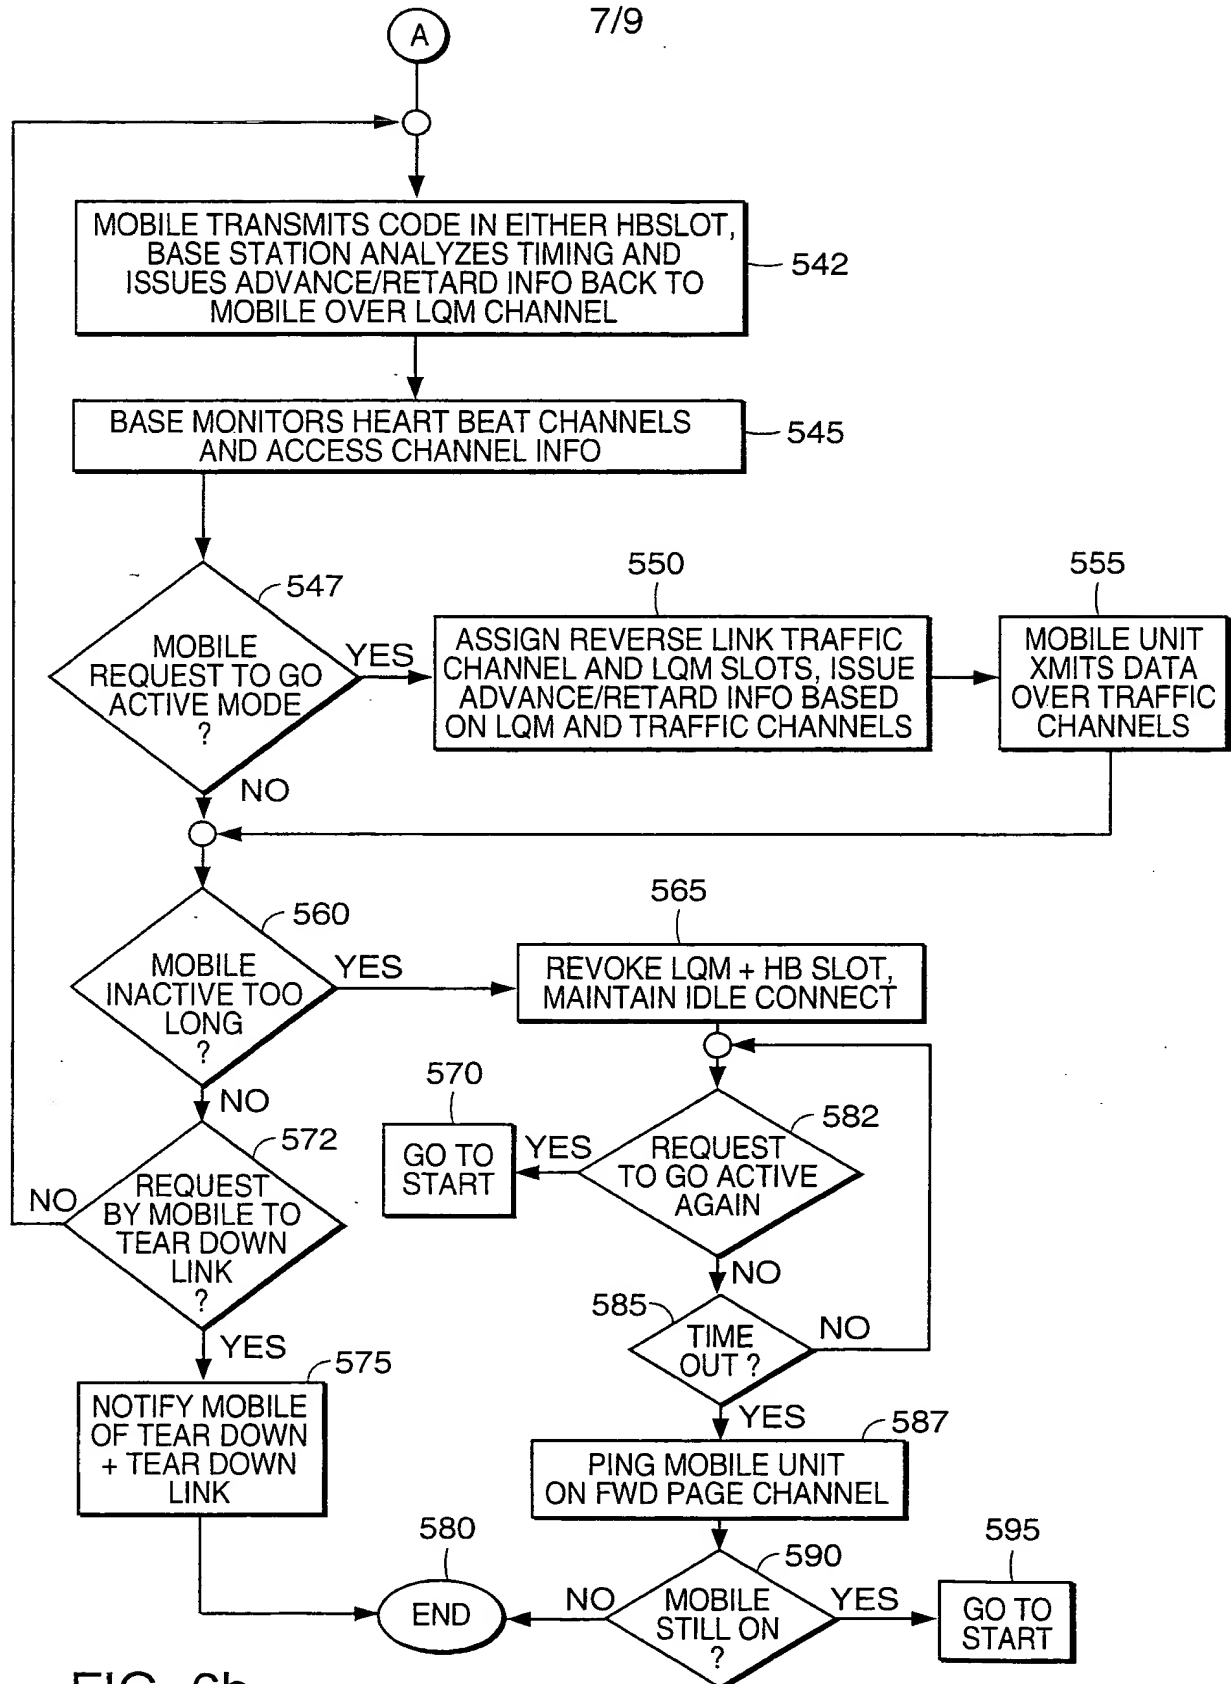 7/9
A
MOBILE TRANSMITS CODE IN EITHER HBSLOT,
BASE STATION ANALYZES TIMING AND
ISSUES ADVANCE/RETARD INFO BACK TO
MOBILE OVER LQM CHANNEL
542
BASE MONITORS HEART BEAT CHANNELS
AND ACCESS CHANNEL INFO
545
547
MOBILE
REQUEST TO GO
ACTIVE MODE
?
YES
NO
550
ASSIGN REVERSE LINK TRAFFIC
CHANNEL AND LQM SLOTS, ISSUE
ADVANCE/RETARD INFO BASED
ON LQM AND TRAFFIC CHANNELS
555
MOBILE UNIT
XMITS DATA
OVER TRAFFIC
CHANNELS
560
MOBILE
INACTIVE TOO
LONG
?
YES
NO
565
REVOKE LQM + HB SLOT,
MAINTAIN IDLE CONNECT
570
GO TO
START
YES
582
REQUEST
TO GO ACTIVE
AGAIN
NO
572
REQUEST
BY MOBILE TO
TEAR DOWN
LINK
?
NO
YES
585
TIME
OUT ?
NO
YES
575
NOTIFY MOBILE
OF TEAR DOWN
+ TEAR DOWN
LINK
587
PING MOBILE UNIT
ON FWD PAGE CHANNEL
580
END
NO
590
MOBILE
STILL ON
?
YES
595
GO TO
START
FIG. 6b